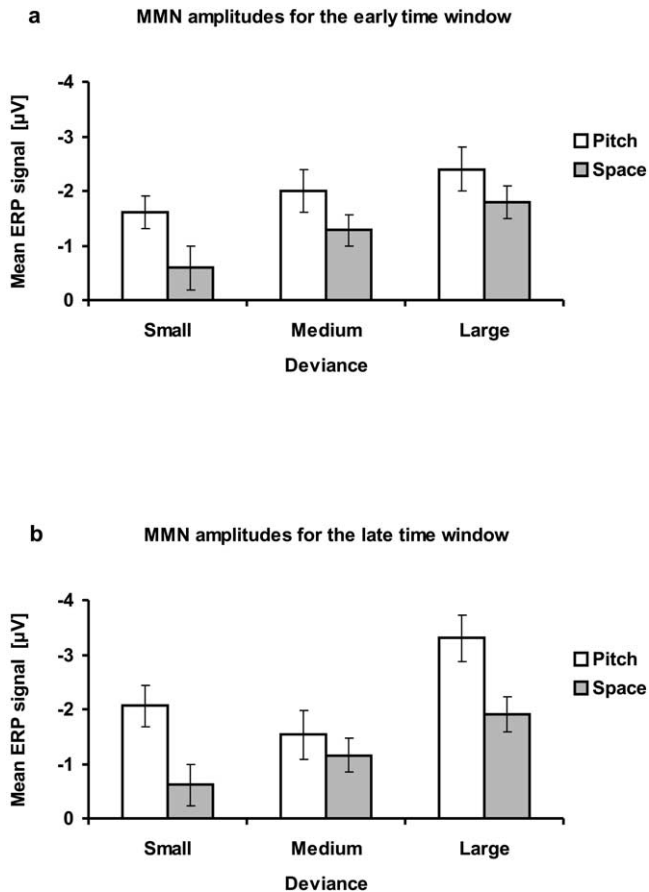 a
MMN amplitudes for the early time window
Mean ERP signal [µV]
-4
-3
-2
-1
0
Pitch
Space
Small
Medium
Large
Deviance
b
MMN amplitudes for the late time window
Mean ERP signal [µV]
-4
-3
-2
-1
0
Pitch
Space
Small
Medium
Large
Deviance